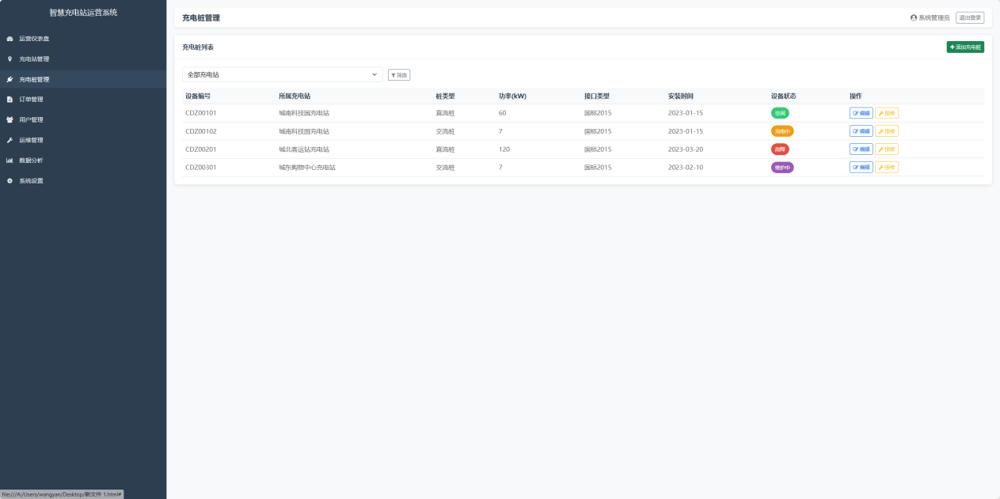 智慧充电站运营系统
运营仪表盘
充电站管理
充电桩管理
订单管理
用户管理
运维管理
数据分析
系统设置
充电桩管理 系统管理员 退出登录
充电桩列表 添加充电桩
全部充电站 筛选
设备编号 所属充电站 桩类型 功率(kW) 接口类型 安装时间 设备状态 操作
CDZ00101 城南科技园充电站 直流桩 60 国标2015 2023-01-15 空闲 编辑 报修
CDZ00102 城南科技园充电站 交流桩 7 国标2015 2023-01-15 充电中 编辑 报修
CDZ00201 城北客运站充电站 直流桩 120 国标2015 2023-03-20 故障 编辑 报修
CDZ00301 城东购物中心充电站 交流桩 7 国标2015 2023-02-10 维护中 编辑 报修
file:///A:/Users/wangyan/Desktop/新文件 1.html#